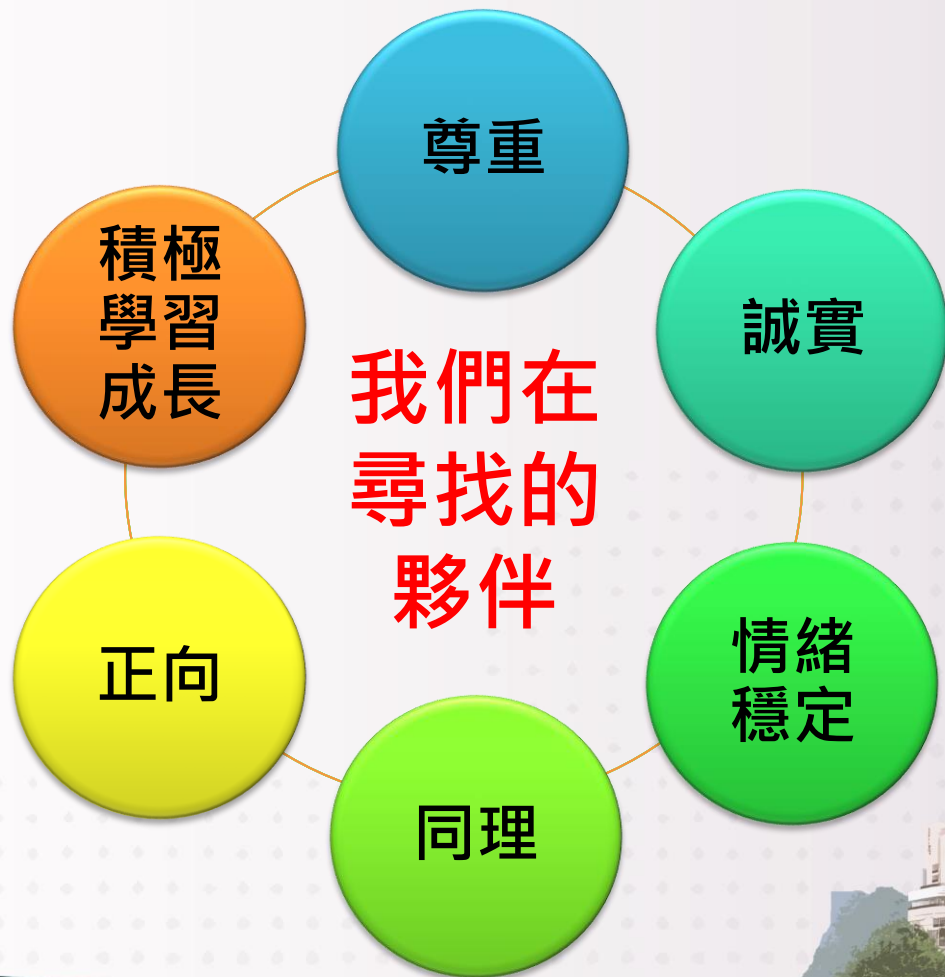 尊重
誠實
情緒
穩定
同理
正向
積極
學習
成長
我們在
尋找的
夥伴